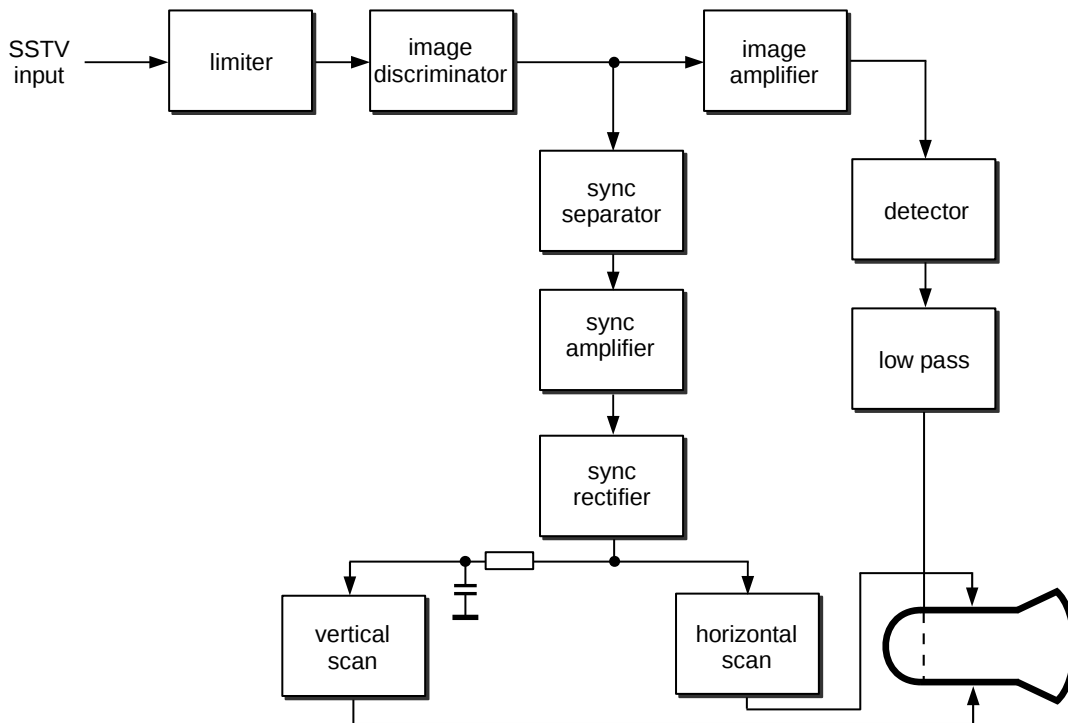 SSTV
input
limiter
image
discriminator
image
amplifier
sync
separator
detector
sync
amplifier
low pass
sync
rectifier
vertical
scan
horizontal
scan